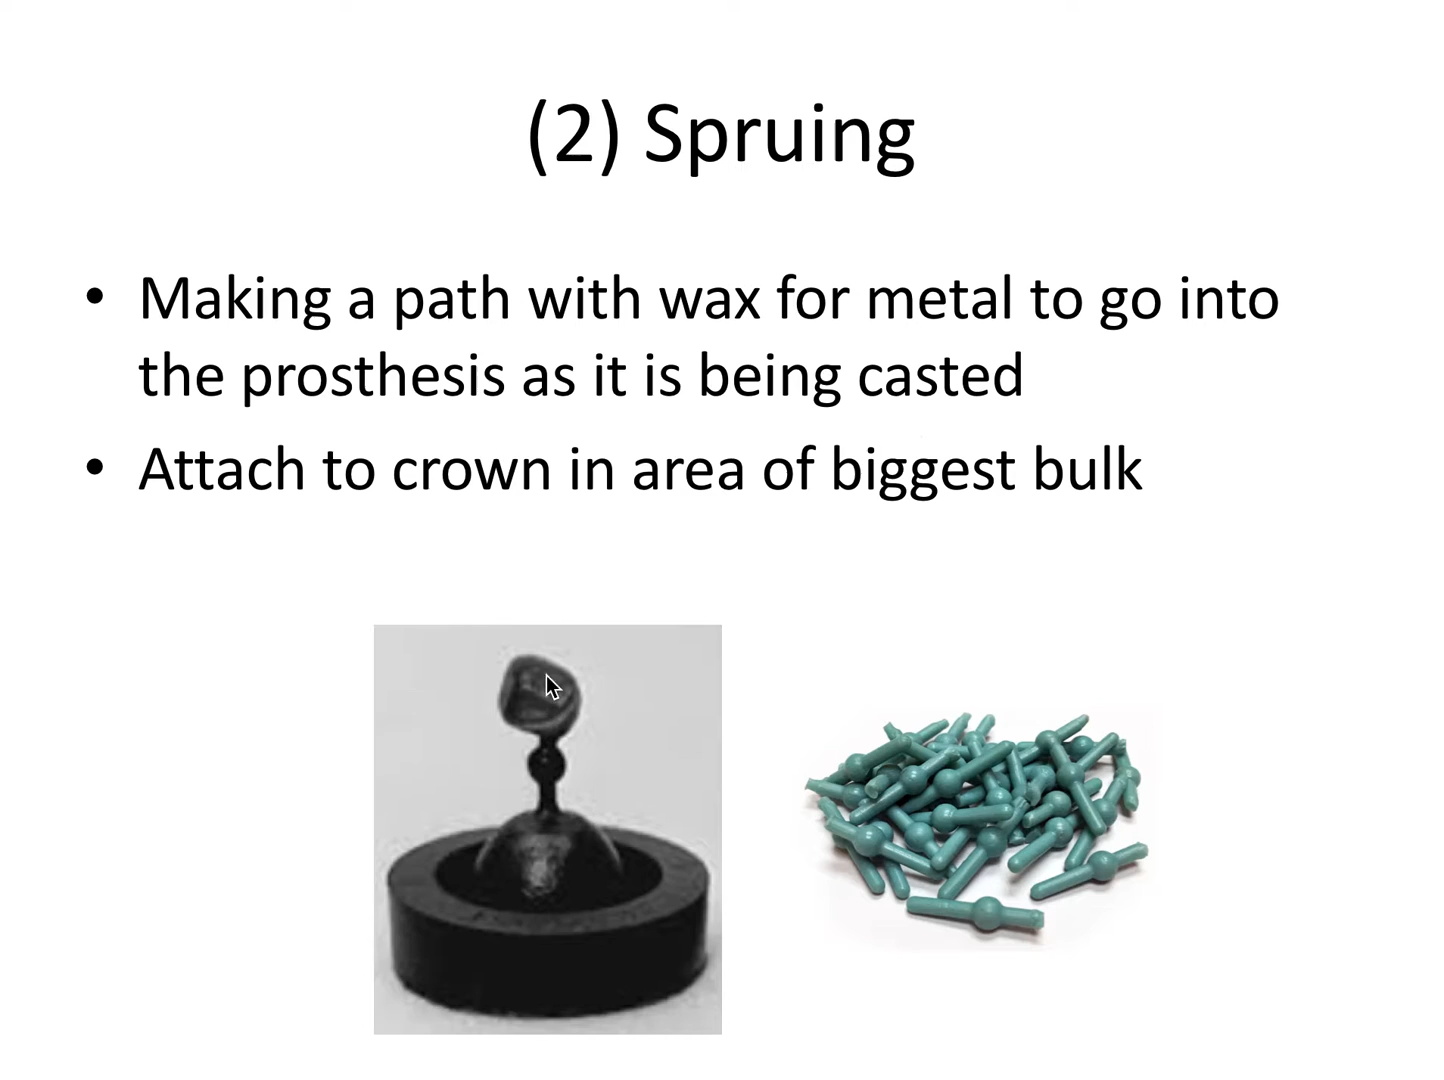 (2) Spruing
• Making a path with wax for metal to go into
the prosthesis as it is being casted
• Attach to crown in area of biggest bulk